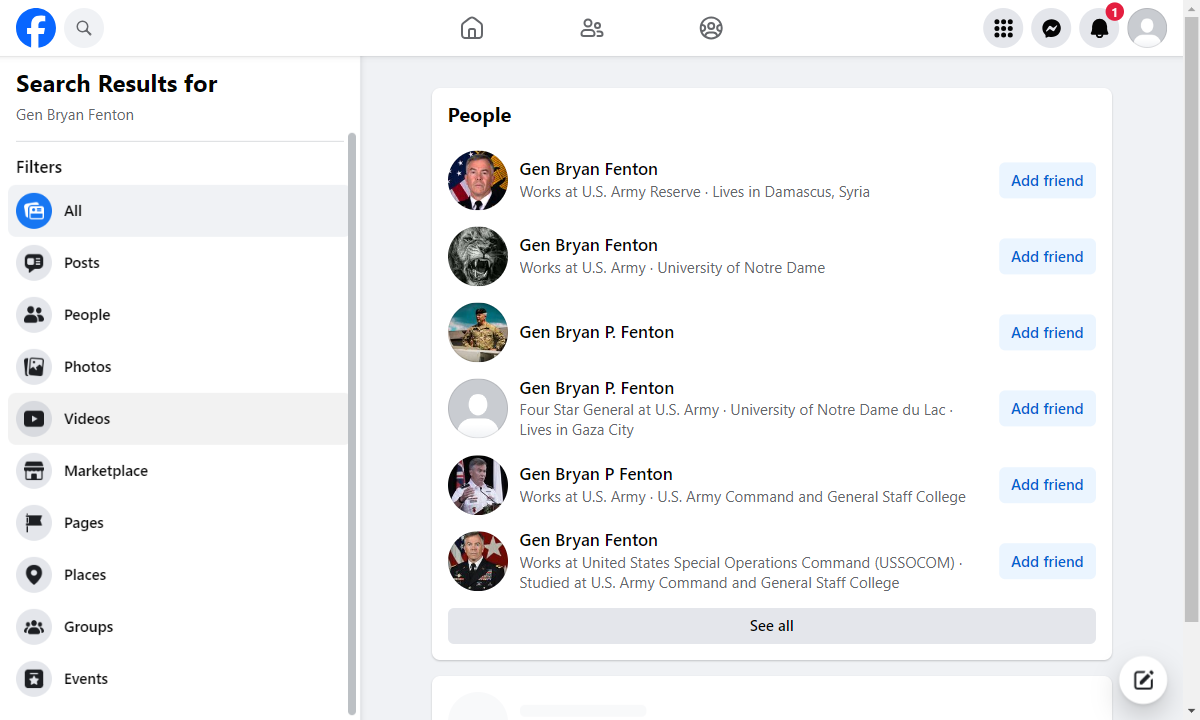 1
Search Results for
Gen Bryan Fenton
Filters
All
Posts
People
Photos
Videos
Marketplace
Pages
Places
Groups
Events
People
Gen Bryan Fenton
Works at U.S. Army Reserve · Lives in Damascus, Syria
Add friend
Gen Bryan Fenton
Works at U.S. Army · University of Notre Dame
Add friend
Gen Bryan P. Fenton
Add friend
Gen Bryan P. Fenton
Four Star General at U.S. Army · University of Notre Dame du Lac ·
Lives in Gaza City
Add friend
Gen Bryan P Fenton
Works at U.S. Army · U.S. Army Command and General Staff College
Add friend
Gen Bryan Fenton
Works at United States Special Operations Command (USSOCOM) ·
Studied at U.S. Army Command and General Staff College
Add friend
See all